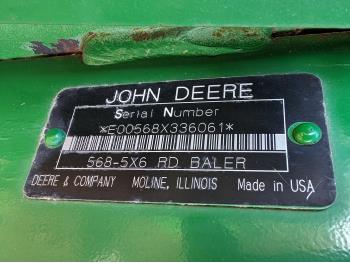 JOHN DEERE
Serial Number
*E00568X336061*
568-5X6 RD BALER
DEERE & COMPANY MOLINE, ILLINOIS Made in USA